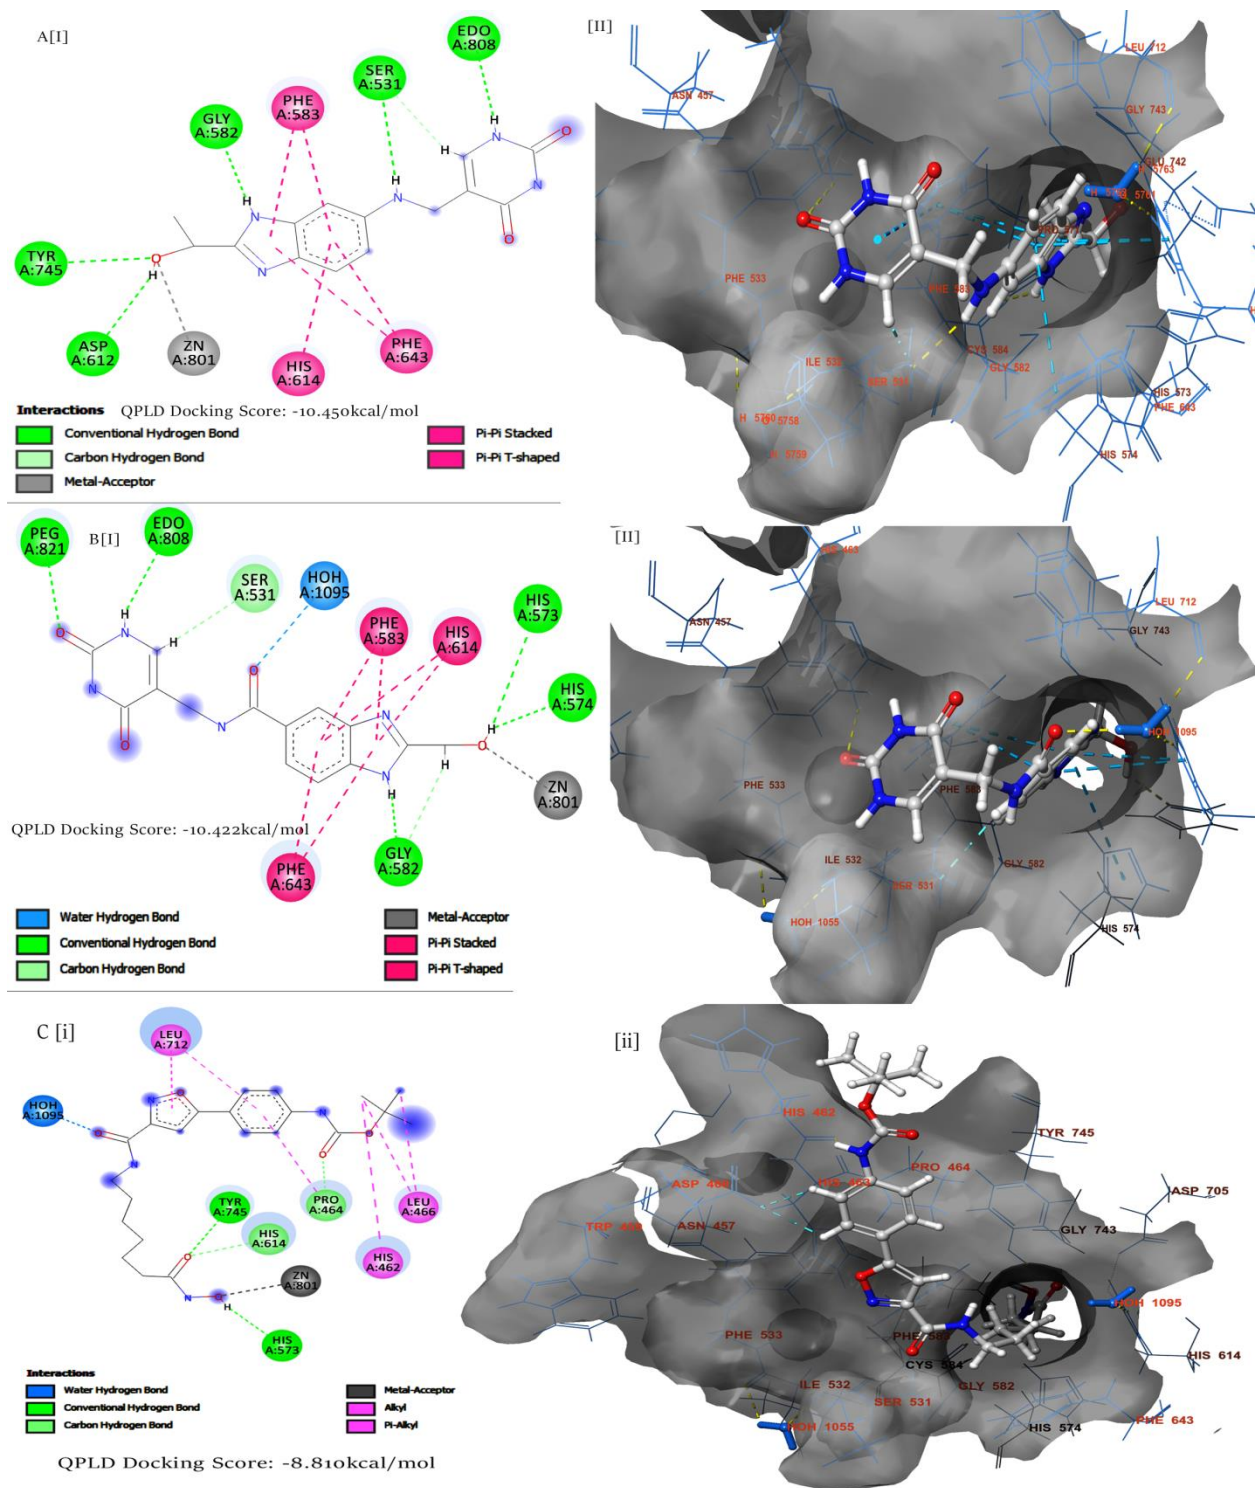 A[I]
EDO
A:808
SER
A:531
PHE
A:583
GLY
A:582
TYR
A:745
ASP
A:612
ZN
A:801
HIS
A:614
PHE
A:643
H
H
H
H
H
N
N
N
N
N
O
O
O
Interactions QPLD Docking Score: -10.450kcal/mol
Conventional Hydrogen Bond
Carbon Hydrogen Bond
Metal-Acceptor
Pi-Pi Stacked
Pi-Pi T-shaped
[II]
LEU 712
ASN 457
GLY 743
GLU 742
H 5763
PHE 533
PHE 583
CYS 584
GLY 582
ILE 532
SER 531
HIS 573
PHE 643
H 5760
O 5758
H 5759
HIS 574
B[I]
PEG
A:821
EDO
A:808
SER
A:531
HOH
A:1095
PHE
A:583
HIS
A:614
HIS
A:573
HIS
A:574
ZN
A:801
GLY
A:582
PHE
A:643
QPLD Docking Score: -10.422kcal/mol
Water Hydrogen Bond
Conventional Hydrogen Bond
Carbon Hydrogen Bond
Metal-Acceptor
Pi-Pi Stacked
Pi-Pi T-shaped
[II]
ASN 457
LEU 712
GLY 743
HOH 1095
PHE 533
PHE 583
ILE 532
GLY 582
SER 531
HOH 1055
HIS 574
C [i]
LEU
A:712
HOH
A:1095
TYR
A:745
HIS
A:614
PRO
A:464
LEU
A:466
HIS
A:462
ZN
A:801
HIS
A:573
Interactions
Water Hydrogen Bond
Conventional Hydrogen Bond
Carbon Hydrogen Bond
Metal-Acceptor
Alkyl
Pi-Alkyl
QPLD Docking Score: -8.810kcal/mol
[ii]
HIS 462
TYR 745
PRO 464
HIS 463
ASP 705
ASN 457
GLY 743
HOH 1095
PHE 533
CYS 584
HIS 614
ILE 532
GLY 582
SER 531
HOH 1055
HIS 574
PHE 643